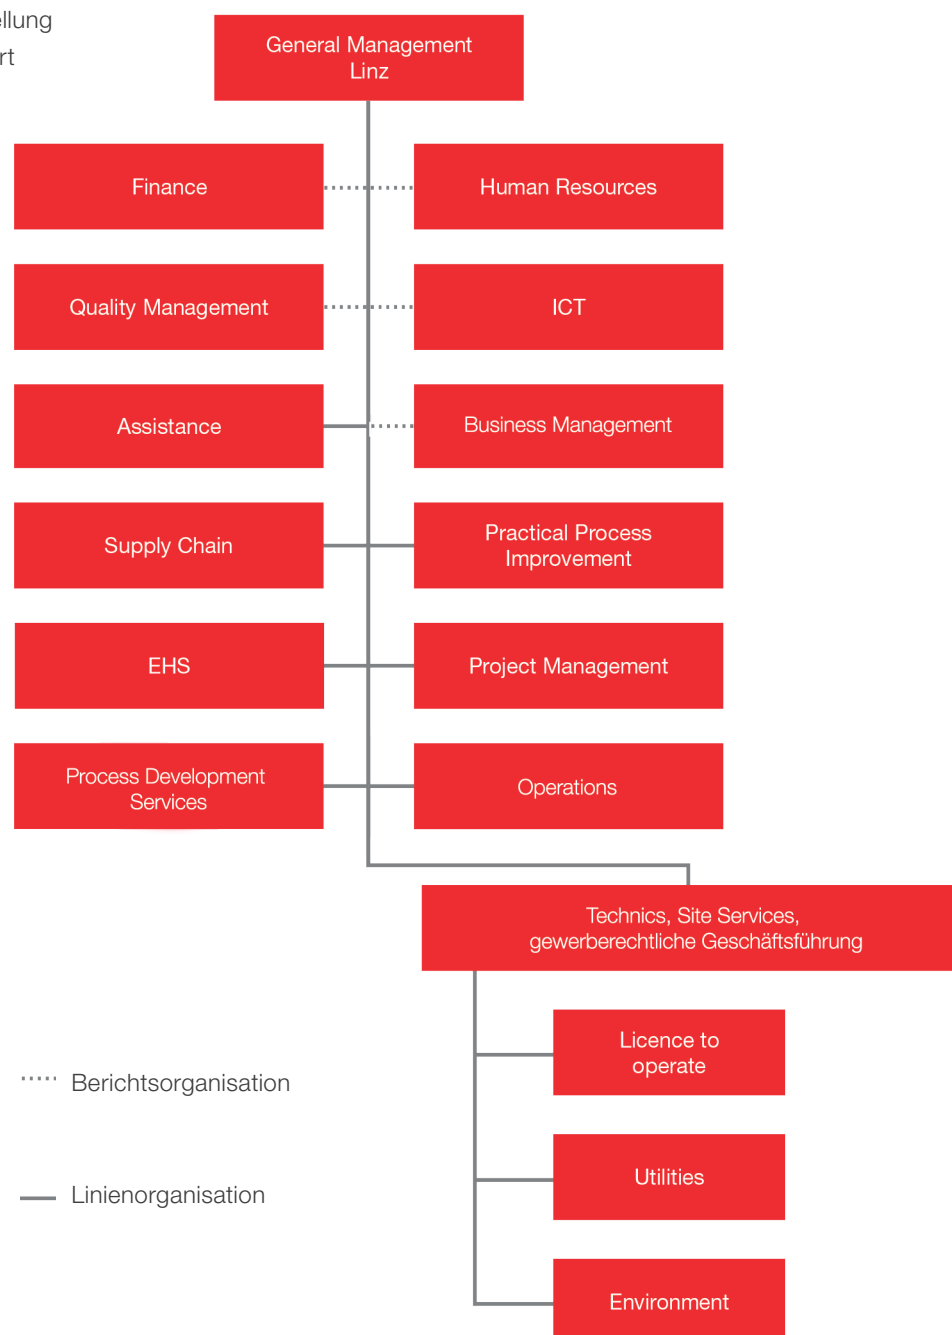 General Management
Linz
Finance
Human Resources
Quality Management
ICT
Assistance
Business Management
Supply Chain
Practical Process
Improvement
EHS
Project Management
Process Development
Services
Operations
Technics, Site Services,
gewerberechtliche Geschäftsführung
Licence to
operate
Berichtsorganisation
Utilities
Linienorganisation
Environment